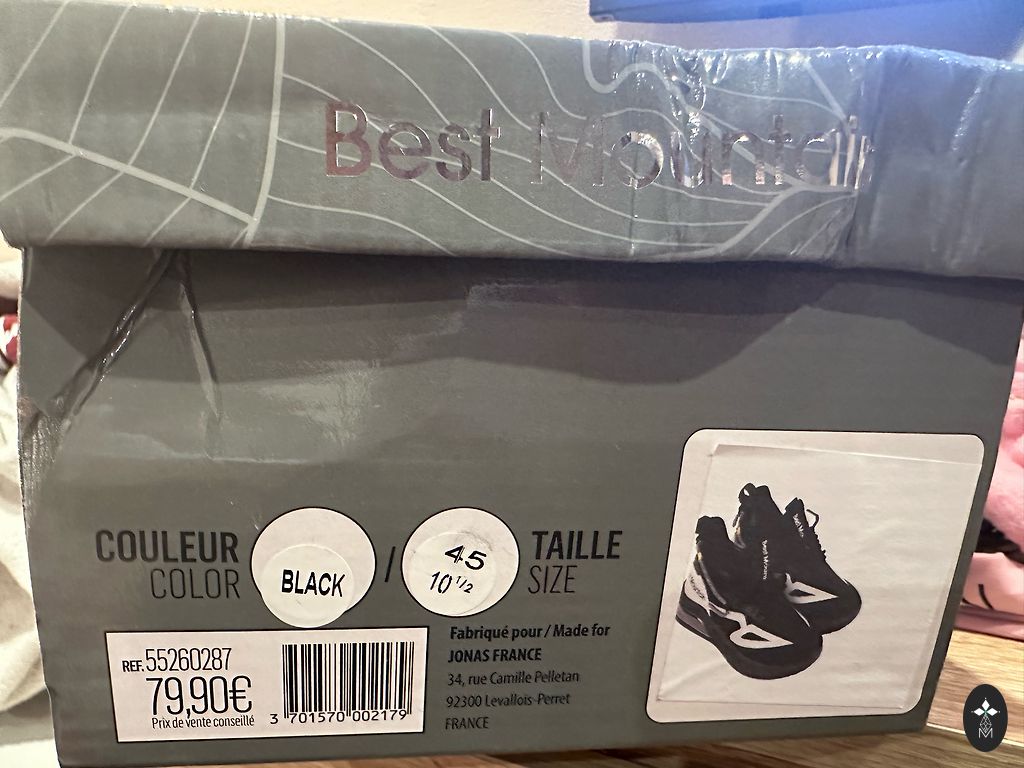 Best Mountain
COULEUR
COLOR
BLACK
/
45
10 1/2
TAILLE
SIZE
REF. 55260287
79,90€
Prix de vente conseillé
3 701570 002179
Fabriqué pour / Made for
JONAS FRANCE
34, rue Camille Pelletan
92300 Levallois-Perret
FRANCE
M